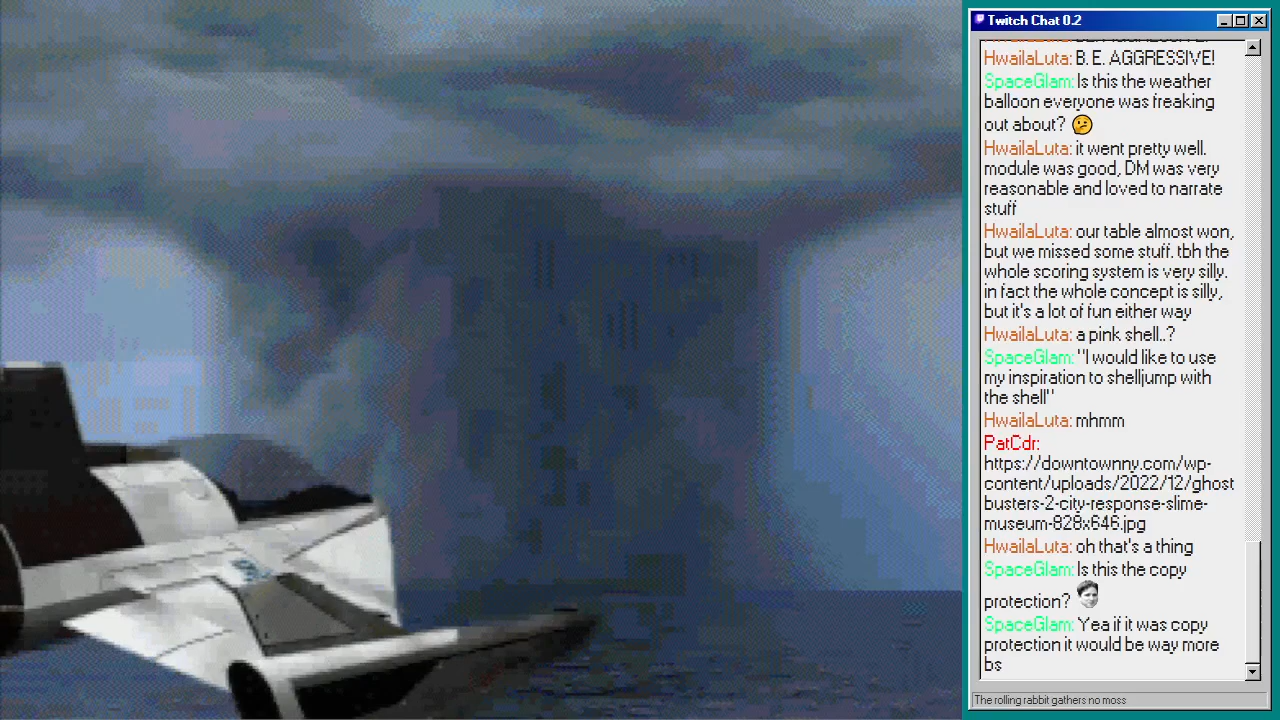 Twitch Chat 0.2
HwailaLuta: B. E. AGGRESSIVE!
SpaceGlam: Is this the weather
balloon everyone was freaking
out about?
HwailaLuta: it went pretty well.
module was good, DM was very
reasonable and loved to narrate
stuff
HwailaLuta: our table almost won,
but we missed some stuff. tbh the
whole scoring system is very silly.
in fact the whole concept is silly,
but it's a lot of fun either way
HwailaLuta: a pink shell..?
SpaceGlam: "I would like to use
my inspiration to shelljump with
the shell"
HwailaLuta: mhmm
PatCdr:
https://downtownny.com/wp-
content/uploads/2022/12/ghost
busters-2-city-response-slime-
museum-828x646.jpg
HwailaLuta: oh that's a thing
SpaceGlam: Is this the copy
protection?
SpaceGlam: Yea if it was copy
protection it would be way more
bs
The rolling rabbit gathers no moss